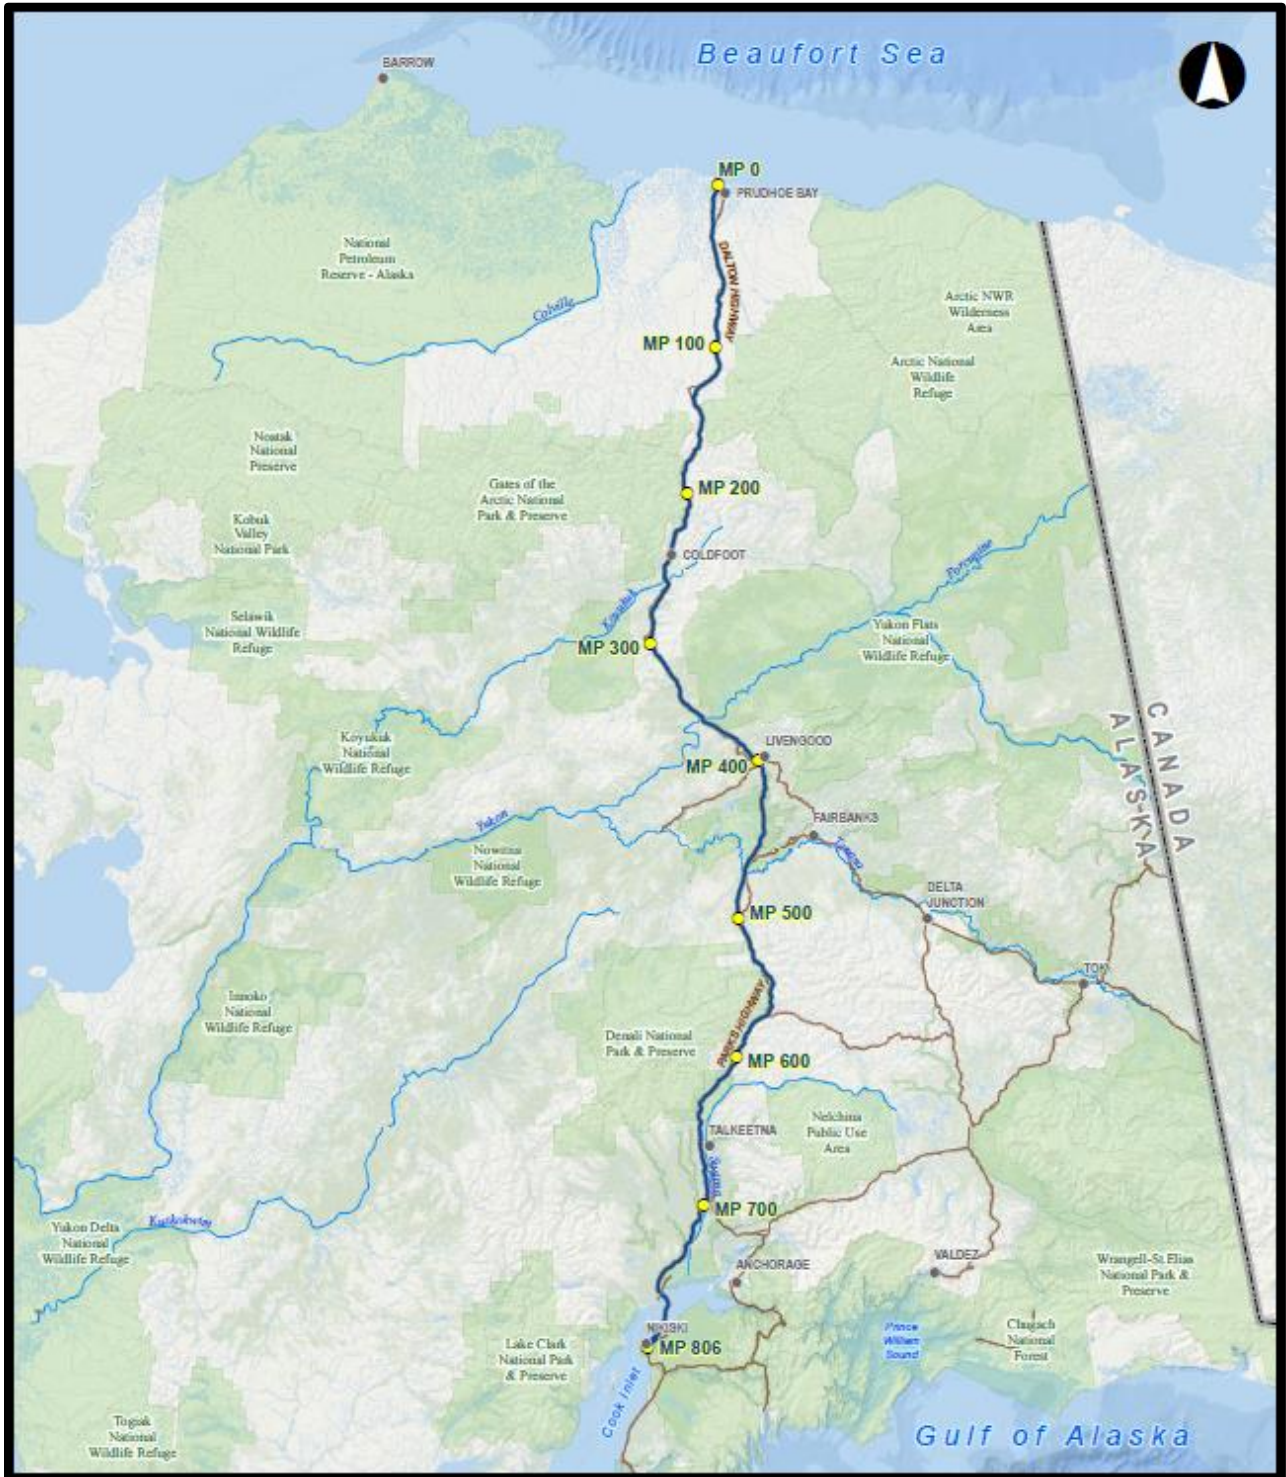 Beaufort Sea
BARROW
MP 0
PRUDHOE BAY
National
Petroleum
Reserve - Alaska
DALTON HIGHWAY
Colville
Arctic NWR
Wilderness
Area
MP 100
Arctic National
Wildlife
Refuge
Noatak
National
Preserve
Gates of the
Arctic National
Park & Preserve
MP 200
Kobuk
Valley
National Park
COLDFOOT
Porcupine
Koyukuk
Selawik
National Wildlife
Refuge
Yukon Flats
National
Wildlife Refuge
MP 300
CANADA
ALASKA
Koyukuk
National
Wildlife Refuge
LIVENGOOD
MP 400
Yukon
FAIRBANKS
Tanana
Nowitna
National
Wildlife Refuge
DELTA
JUNCTION
MP 500
TOK
Innoko
National
Wildlife Refuge
PARKS HIGHWAY
Denali National
Park & Preserve
MP 600
Nelchina
Public Use
Area
TALKEETNA
Susitna
MP 700
Yukon Delta
National
Wildlife Refuge
Kuskokwim
ANCHORAGE
VALDEZ
Wrangell-St.Elias
National Park &
Preserve
NIKISKI
MP 806
Lake Clark
National Park
& Preserve
Prince
William
Sound
Chugach
National
Forest
Cook Inlet
Togiak
National
Wildlife Refuge
Gulf of Alaska